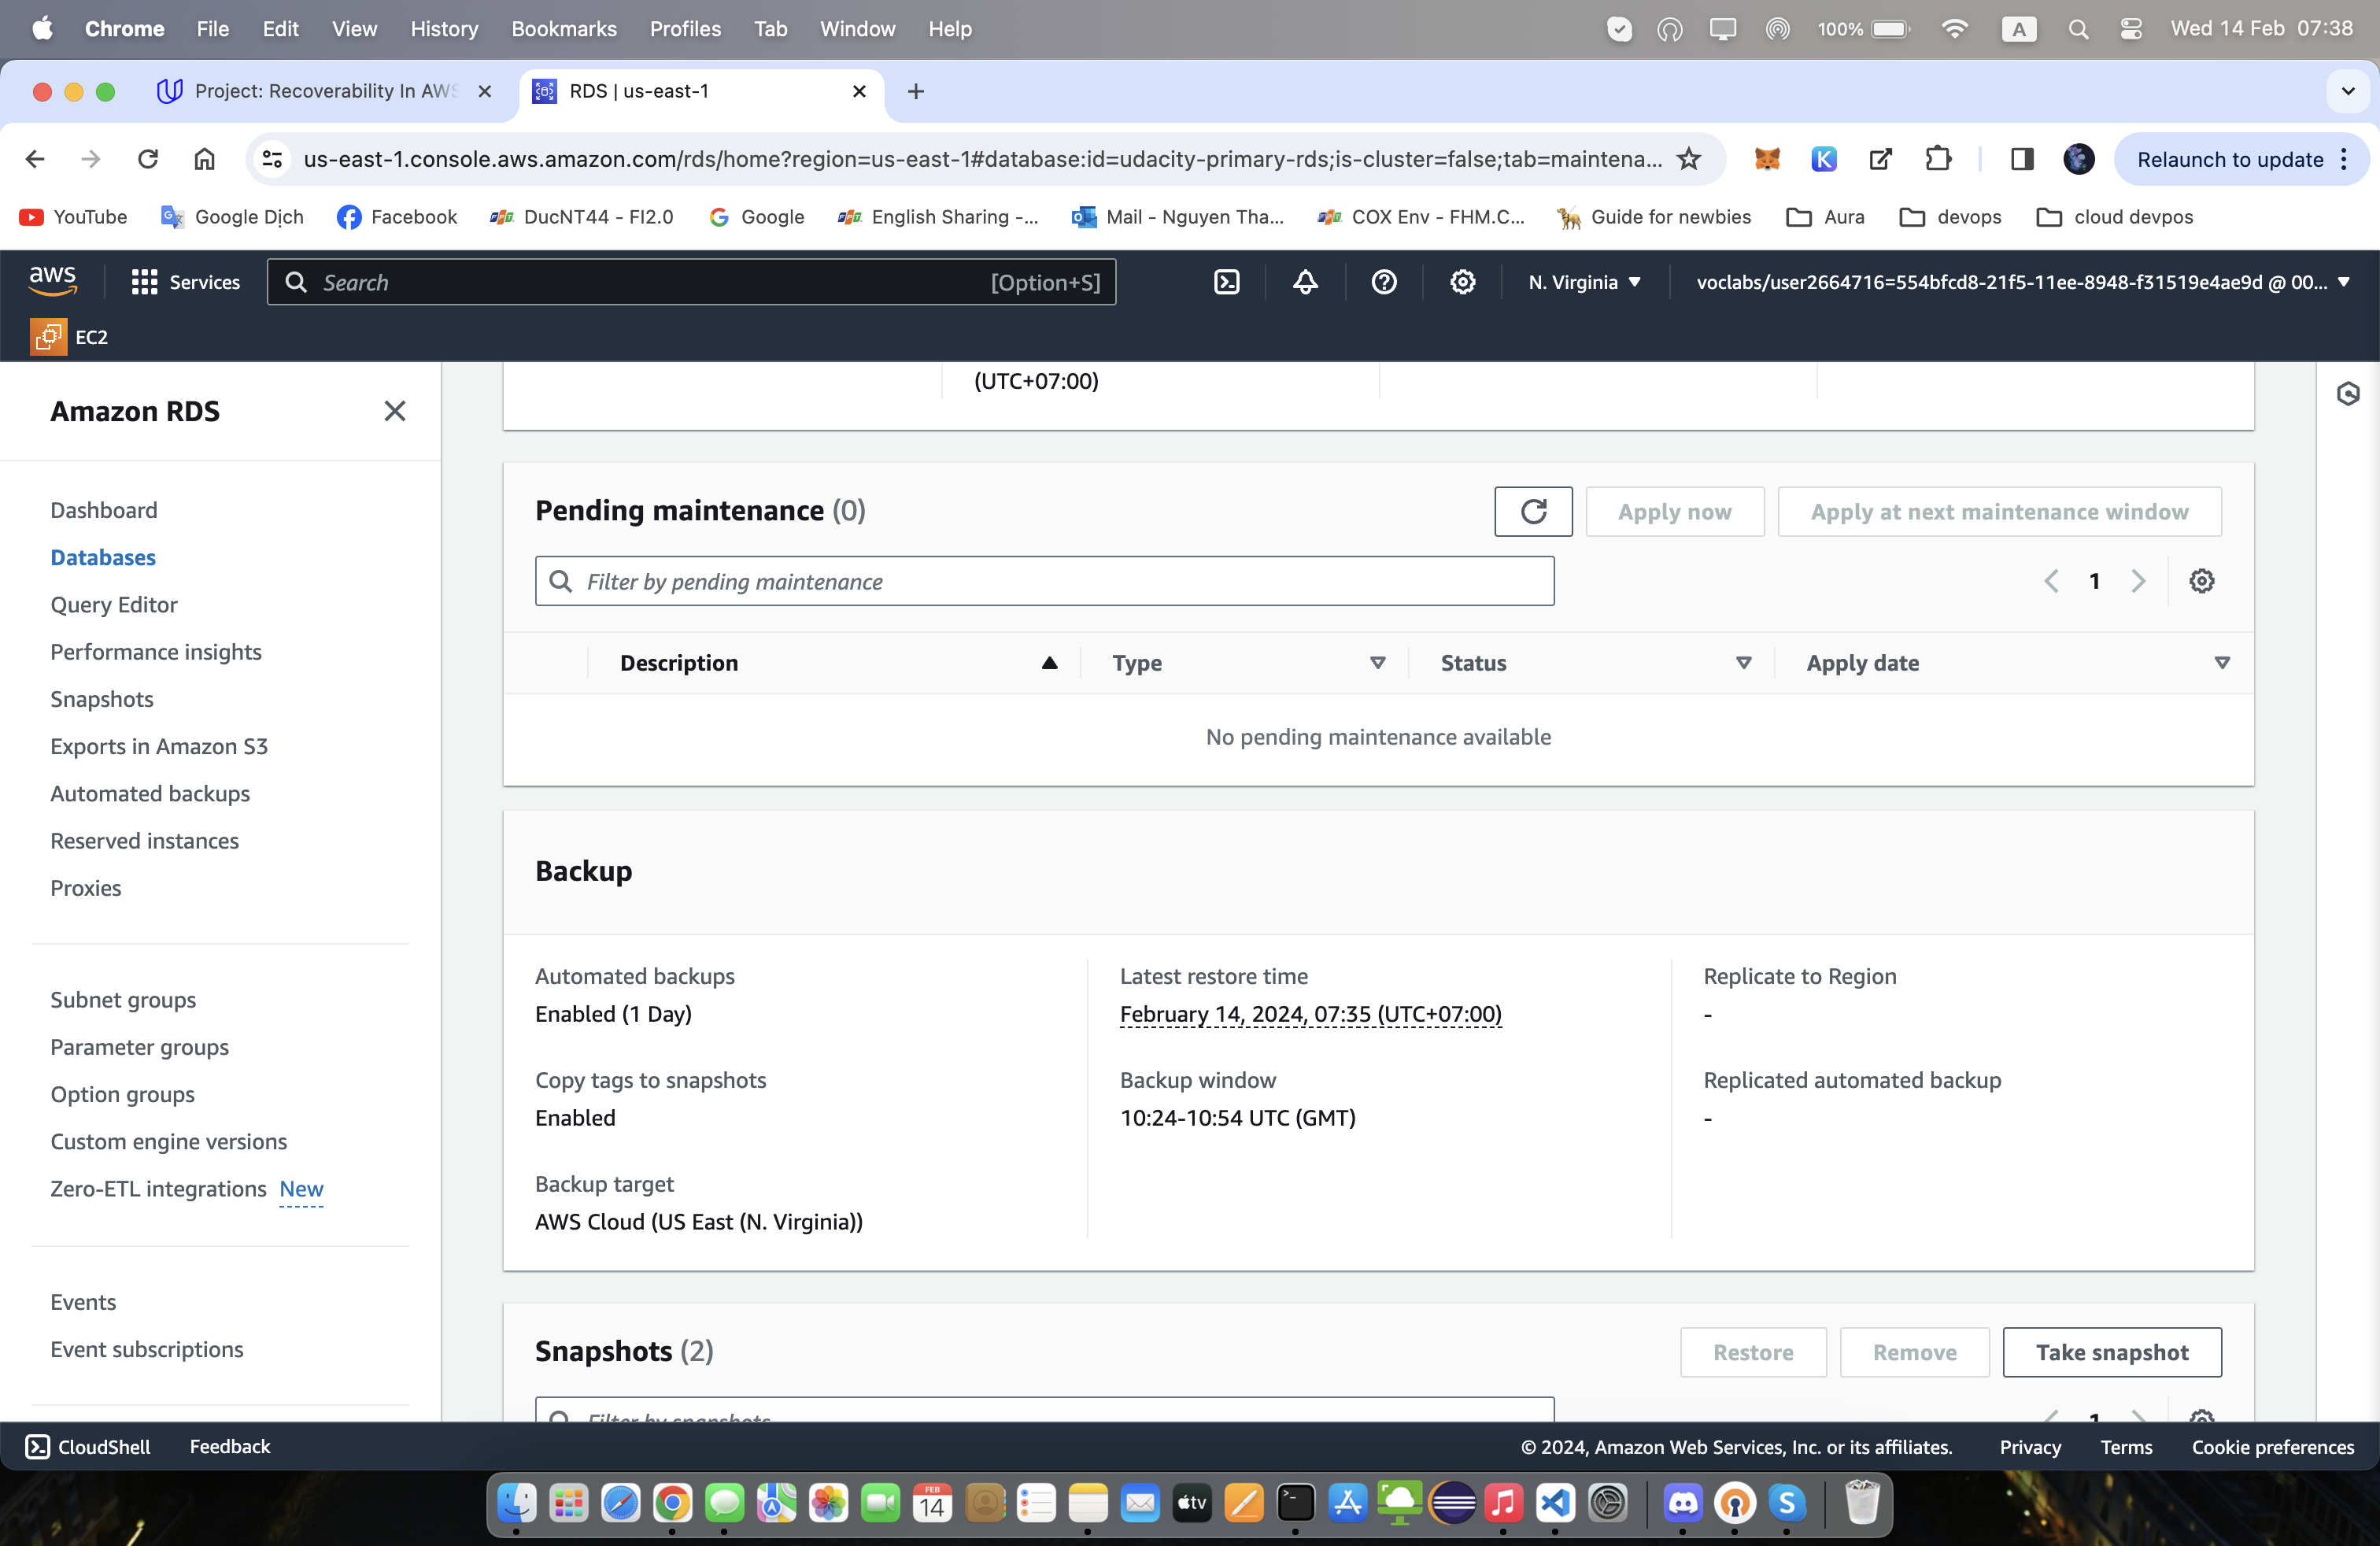 Chrome File Edit View History Bookmarks Profiles Tab Window Help 100% A Wed 14 Feb 07:38
Project: Recoverability In AWS RDS | us-east-1
us-east-1.console.aws.amazon.com/rds/home?region=us-east-1#database:id=udacity-primary-rds;is-cluster=false;tab=maintena... K Relaunch to update
YouTube Google Dịch Facebook DucNT44 - FI2.0 Google English Sharing -... Mail - Nguyen Tha... COX Env - FHM.C... Guide for newbies Aura devops cloud devpos
aws Services Search [Option+S] N. Virginia voclabs/user2664716=554bfcd8-21f5-11ee-8948-f31519e4ae9d @ 00...
EC2
Amazon RDS
Dashboard
Databases
Query Editor
Performance insights
Snapshots
Exports in Amazon S3
Automated backups
Reserved instances
Proxies
Subnet groups
Parameter groups
Option groups
Custom engine versions
Zero-ETL integrations New
Events
Event subscriptions
(UTC+07:00)
Pending maintenance (0) Apply now Apply at next maintenance window
Filter by pending maintenance 1
Description Type Status Apply date
No pending maintenance available
Backup
Automated backups
Enabled (1 Day)
Copy tags to snapshots
Enabled
Backup target
AWS Cloud (US East (N. Virginia))
Latest restore time
February 14, 2024, 07:35 (UTC+07:00)
Backup window
10:24-10:54 UTC (GMT)
Replicate to Region
-
Replicated automated backup
-
Snapshots (2) Restore Remove Take snapshot
Filter by snapshots 1
CloudShell Feedback © 2024, Amazon Web Services, Inc. or its affiliates. Privacy Terms Cookie preferences
FEB
14
tv